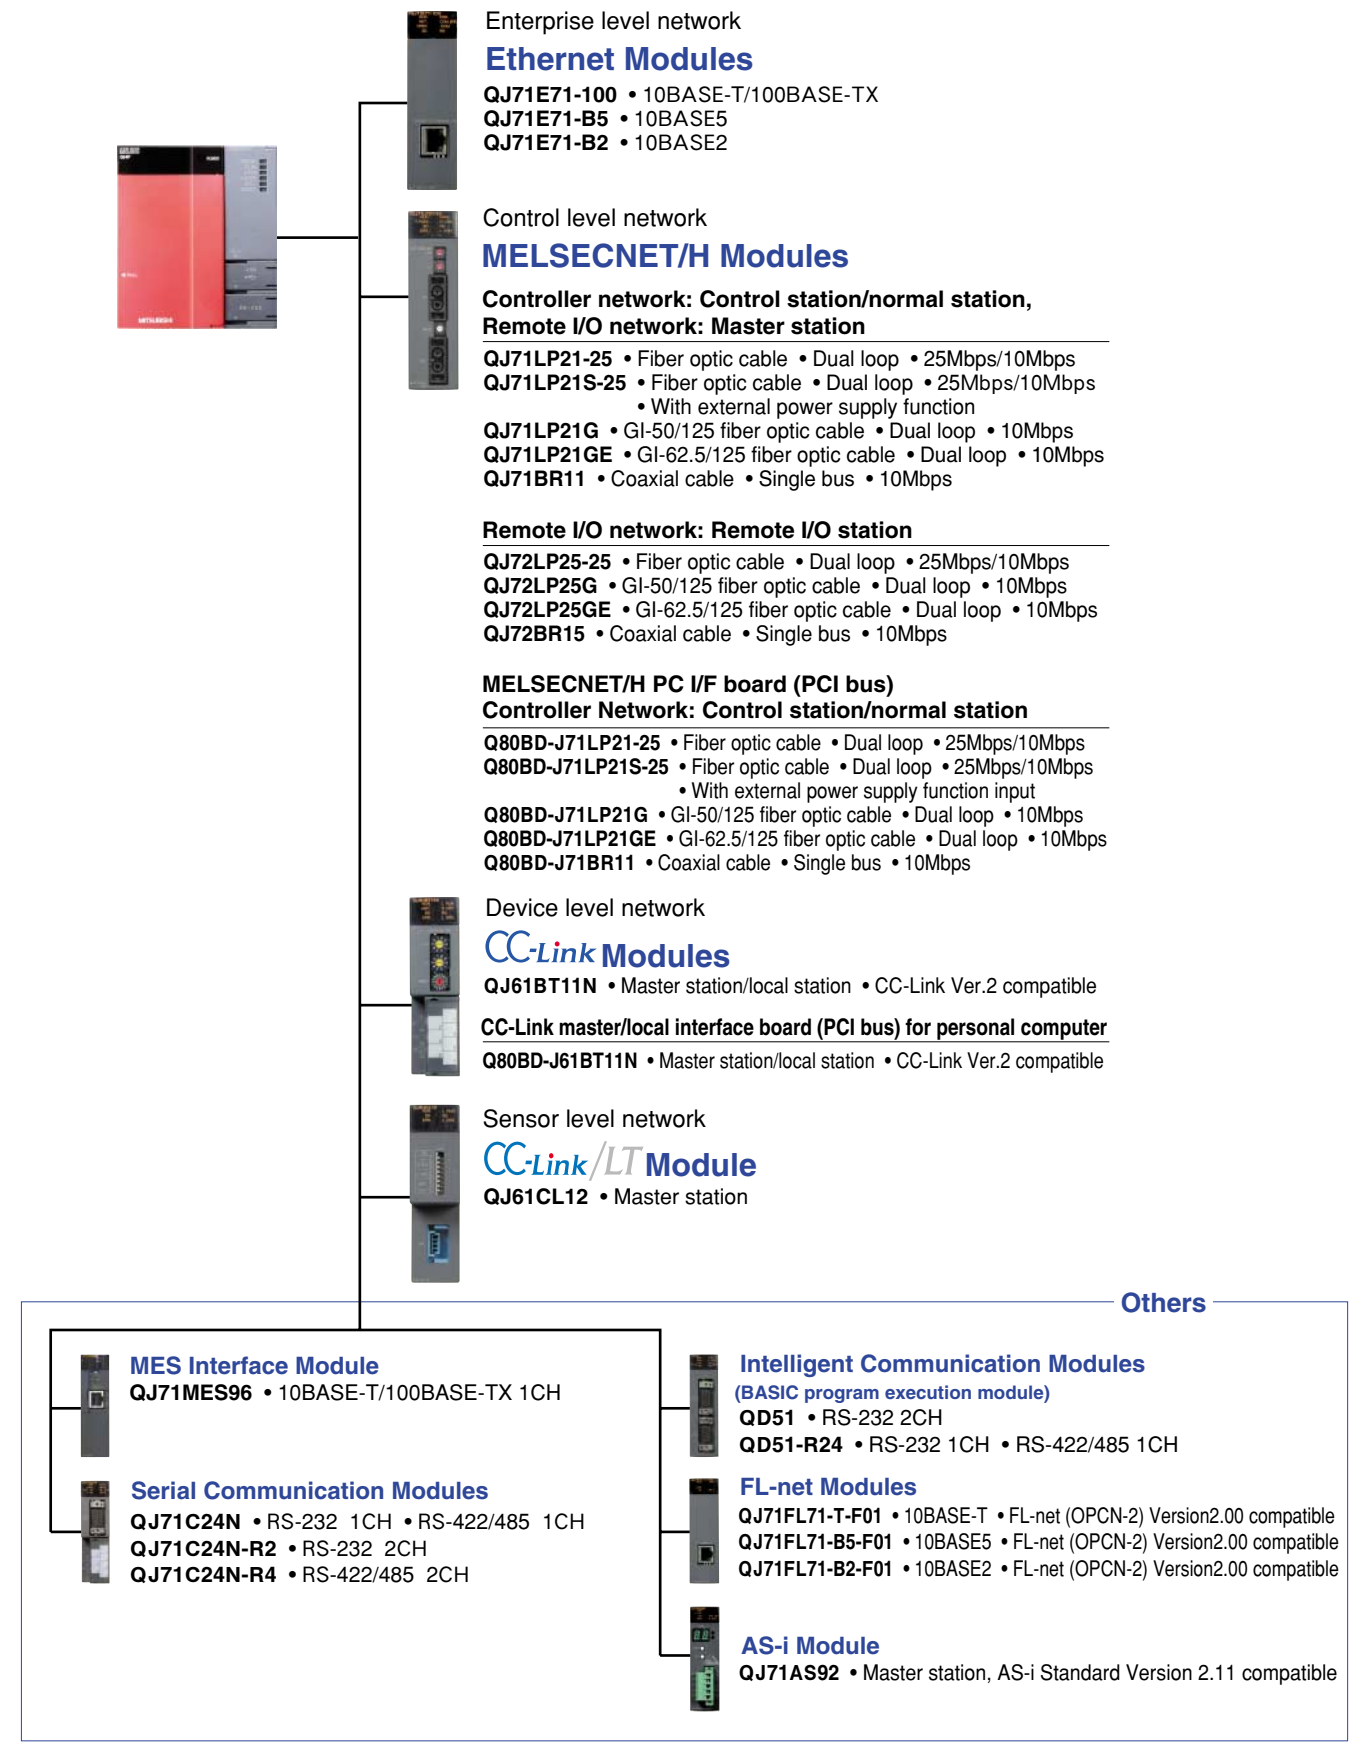 Enterprise level network
Ethernet Modules
QJ71E71-100 • 10BASE-T/100BASE-TX
QJ71E71-B5 • 10BASE5
QJ71E71-B2 • 10BASE2
MITSUBISHI
Control level network
MELSECNET/H Modules
Controller network: Control station/normal station,
Remote I/O network: Master station
QJ71LP21-25 • Fiber optic cable • Dual loop • 25Mbps/10Mbps
QJ71LP21S-25 • Fiber optic cable • Dual loop • 25Mbps/10Mbps
• With external power supply function
QJ71LP21G • GI-50/125 fiber optic cable • Dual loop • 10Mbps
QJ71LP21GE • GI-62.5/125 fiber optic cable • Dual loop • 10Mbps
QJ71BR11 • Coaxial cable • Single bus • 10Mbps
Remote I/O network: Remote I/O station
QJ72LP25-25 • Fiber optic cable • Dual loop • 25Mbps/10Mbps
QJ72LP25G • GI-50/125 fiber optic cable • Dual loop • 10Mbps
QJ72LP25GE • GI-62.5/125 fiber optic cable • Dual loop • 10Mbps
QJ72BR15 • Coaxial cable • Single bus • 10Mbps
MELSECNET/H PC I/F board (PCI bus)
Controller Network: Control station/normal station
Q80BD-J71LP21-25 • Fiber optic cable • Dual loop • 25Mbps/10Mbps
Q80BD-J71LP21S-25 • Fiber optic cable • Dual loop • 25Mbps/10Mbps
• With external power supply function input
Q80BD-J71LP21G • GI-50/125 fiber optic cable • Dual loop • 10Mbps
Q80BD-J71LP21GE • GI-62.5/125 fiber optic cable • Dual loop • 10Mbps
Q80BD-J71BR11 • Coaxial cable • Single bus • 10Mbps
Device level network
CC-Link Modules
QJ61BT11N • Master station/local station • CC-Link Ver.2 compatible
CC-Link master/local interface board (PCI bus) for personal computer
Q80BD-J61BT11N • Master station/local station • CC-Link Ver.2 compatible
Sensor level network
CC-Link/LT Module
QJ61CL12 • Master station
Others
MES Interface Module
QJ71MES96 • 10BASE-T/100BASE-TX 1CH
Serial Communication Modules
QJ71C24N • RS-232 1CH • RS-422/485 1CH
QJ71C24N-R2 • RS-232 2CH
QJ71C24N-R4 • RS-422/485 2CH
Intelligent Communication Modules
(BASIC program execution module)
QD51 • RS-232 2CH
QD51-R24 • RS-232 1CH • RS-422/485 1CH
FL-net Modules
QJ71FL71-T-F01 • 10BASE-T • FL-net (OPCN-2) Version2.00 compatible
QJ71FL71-B5-F01 • 10BASE5 • FL-net (OPCN-2) Version2.00 compatible
QJ71FL71-B2-F01 • 10BASE2 • FL-net (OPCN-2) Version2.00 compatible
AS-i Module
QJ71AS92 • Master station, AS-i Standard Version 2.11 compatible